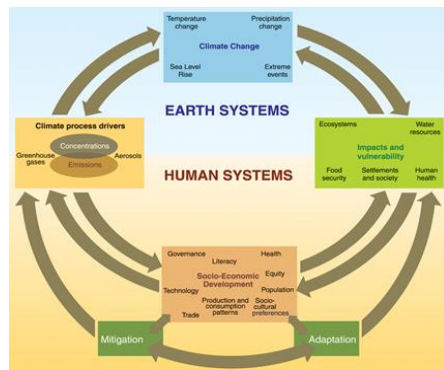 Temperature
change
Precipitation
change
Climate Change
Sea Level
Rise
Extreme
events
EARTH SYSTEMS
Climate process drivers
Concentrations
Greenhouse
gases
Aerosols
Emissions
Ecosystems
Water
resources
Impacts and
vulnerability
Food
security
Settlements
and society
Human
health
HUMAN SYSTEMS
Governance
Health
Literacy
Socio-Economic
Development
Equity
Technology
Population
Production and
consumption
patterns
Socio-
cultural
preferences
Trade
Mitigation
Adaptation